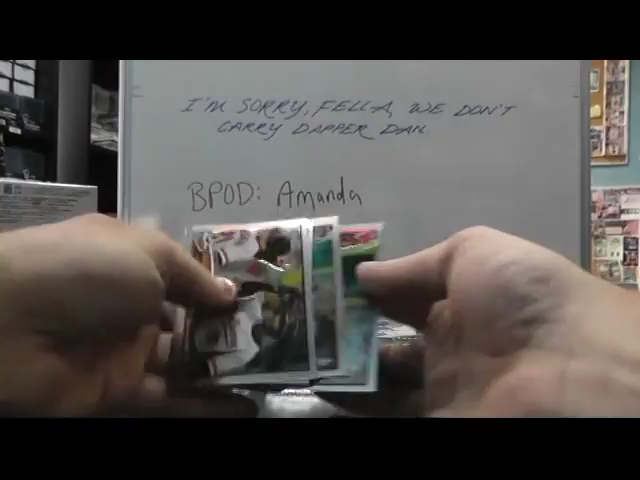 I'M SORRY, FELLA, WE DON'T
CARRY DAPPER DAN
BPOD: Amanda